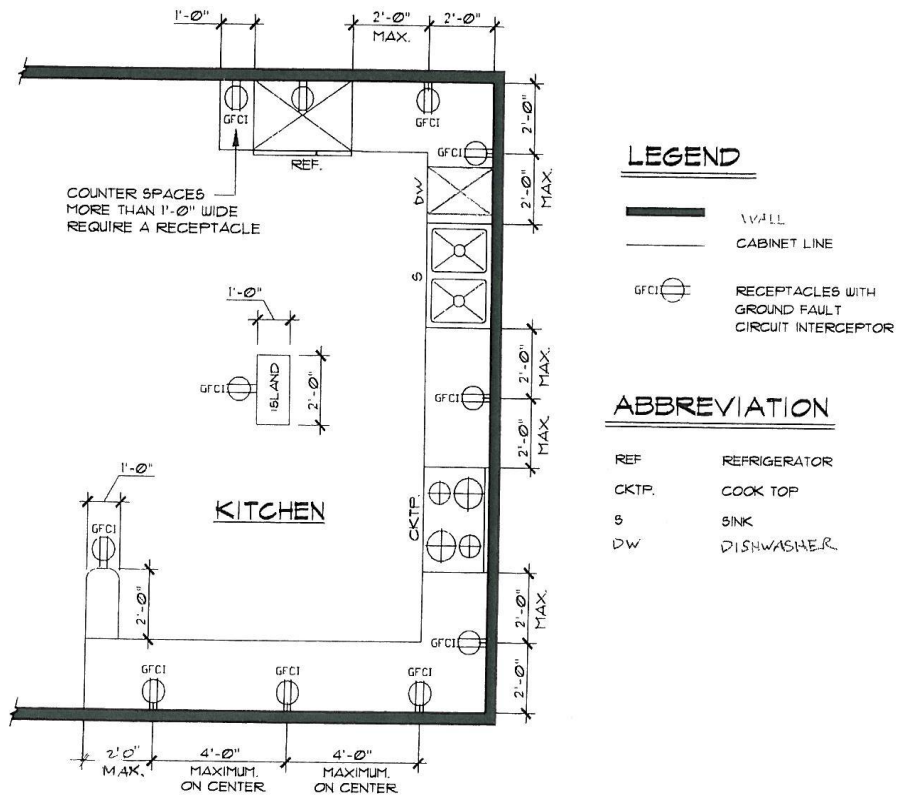 1'-0"
2'-0"
MAX.
2'-0"
GFCI
GFCI
REF.
GFCI
2'-0"
2'-0"
MAX.
DW
COUNTER SPACES
MORE THAN 1'-0" WIDE
REQUIRE A RECEPTACLE
S
1'-0"
GFCI
ISLAND
2'-0"
GFCI
2'-0"
MAX.
2'-0"
MAX.
1'-0"
GFCI
2'-0"
KITCHEN
CKTP.
2'-0"
MAX.
GFCI
2'-0"
GFCI
GFCI
GFCI
2'0"
MAX.
4'-0"
MAXIMUM.
ON CENTER
4'-0"
MAXIMUM.
ON CENTER
LEGEND
WALL
CABINET LINE
GFCI
RECEPTACLES WITH
GROUND FAULT
CIRCUIT INTERCEPTOR
ABBREVIATION
REF REFRIGERATOR
CKTP. COOK TOP
S SINK
DW DISHWASHER